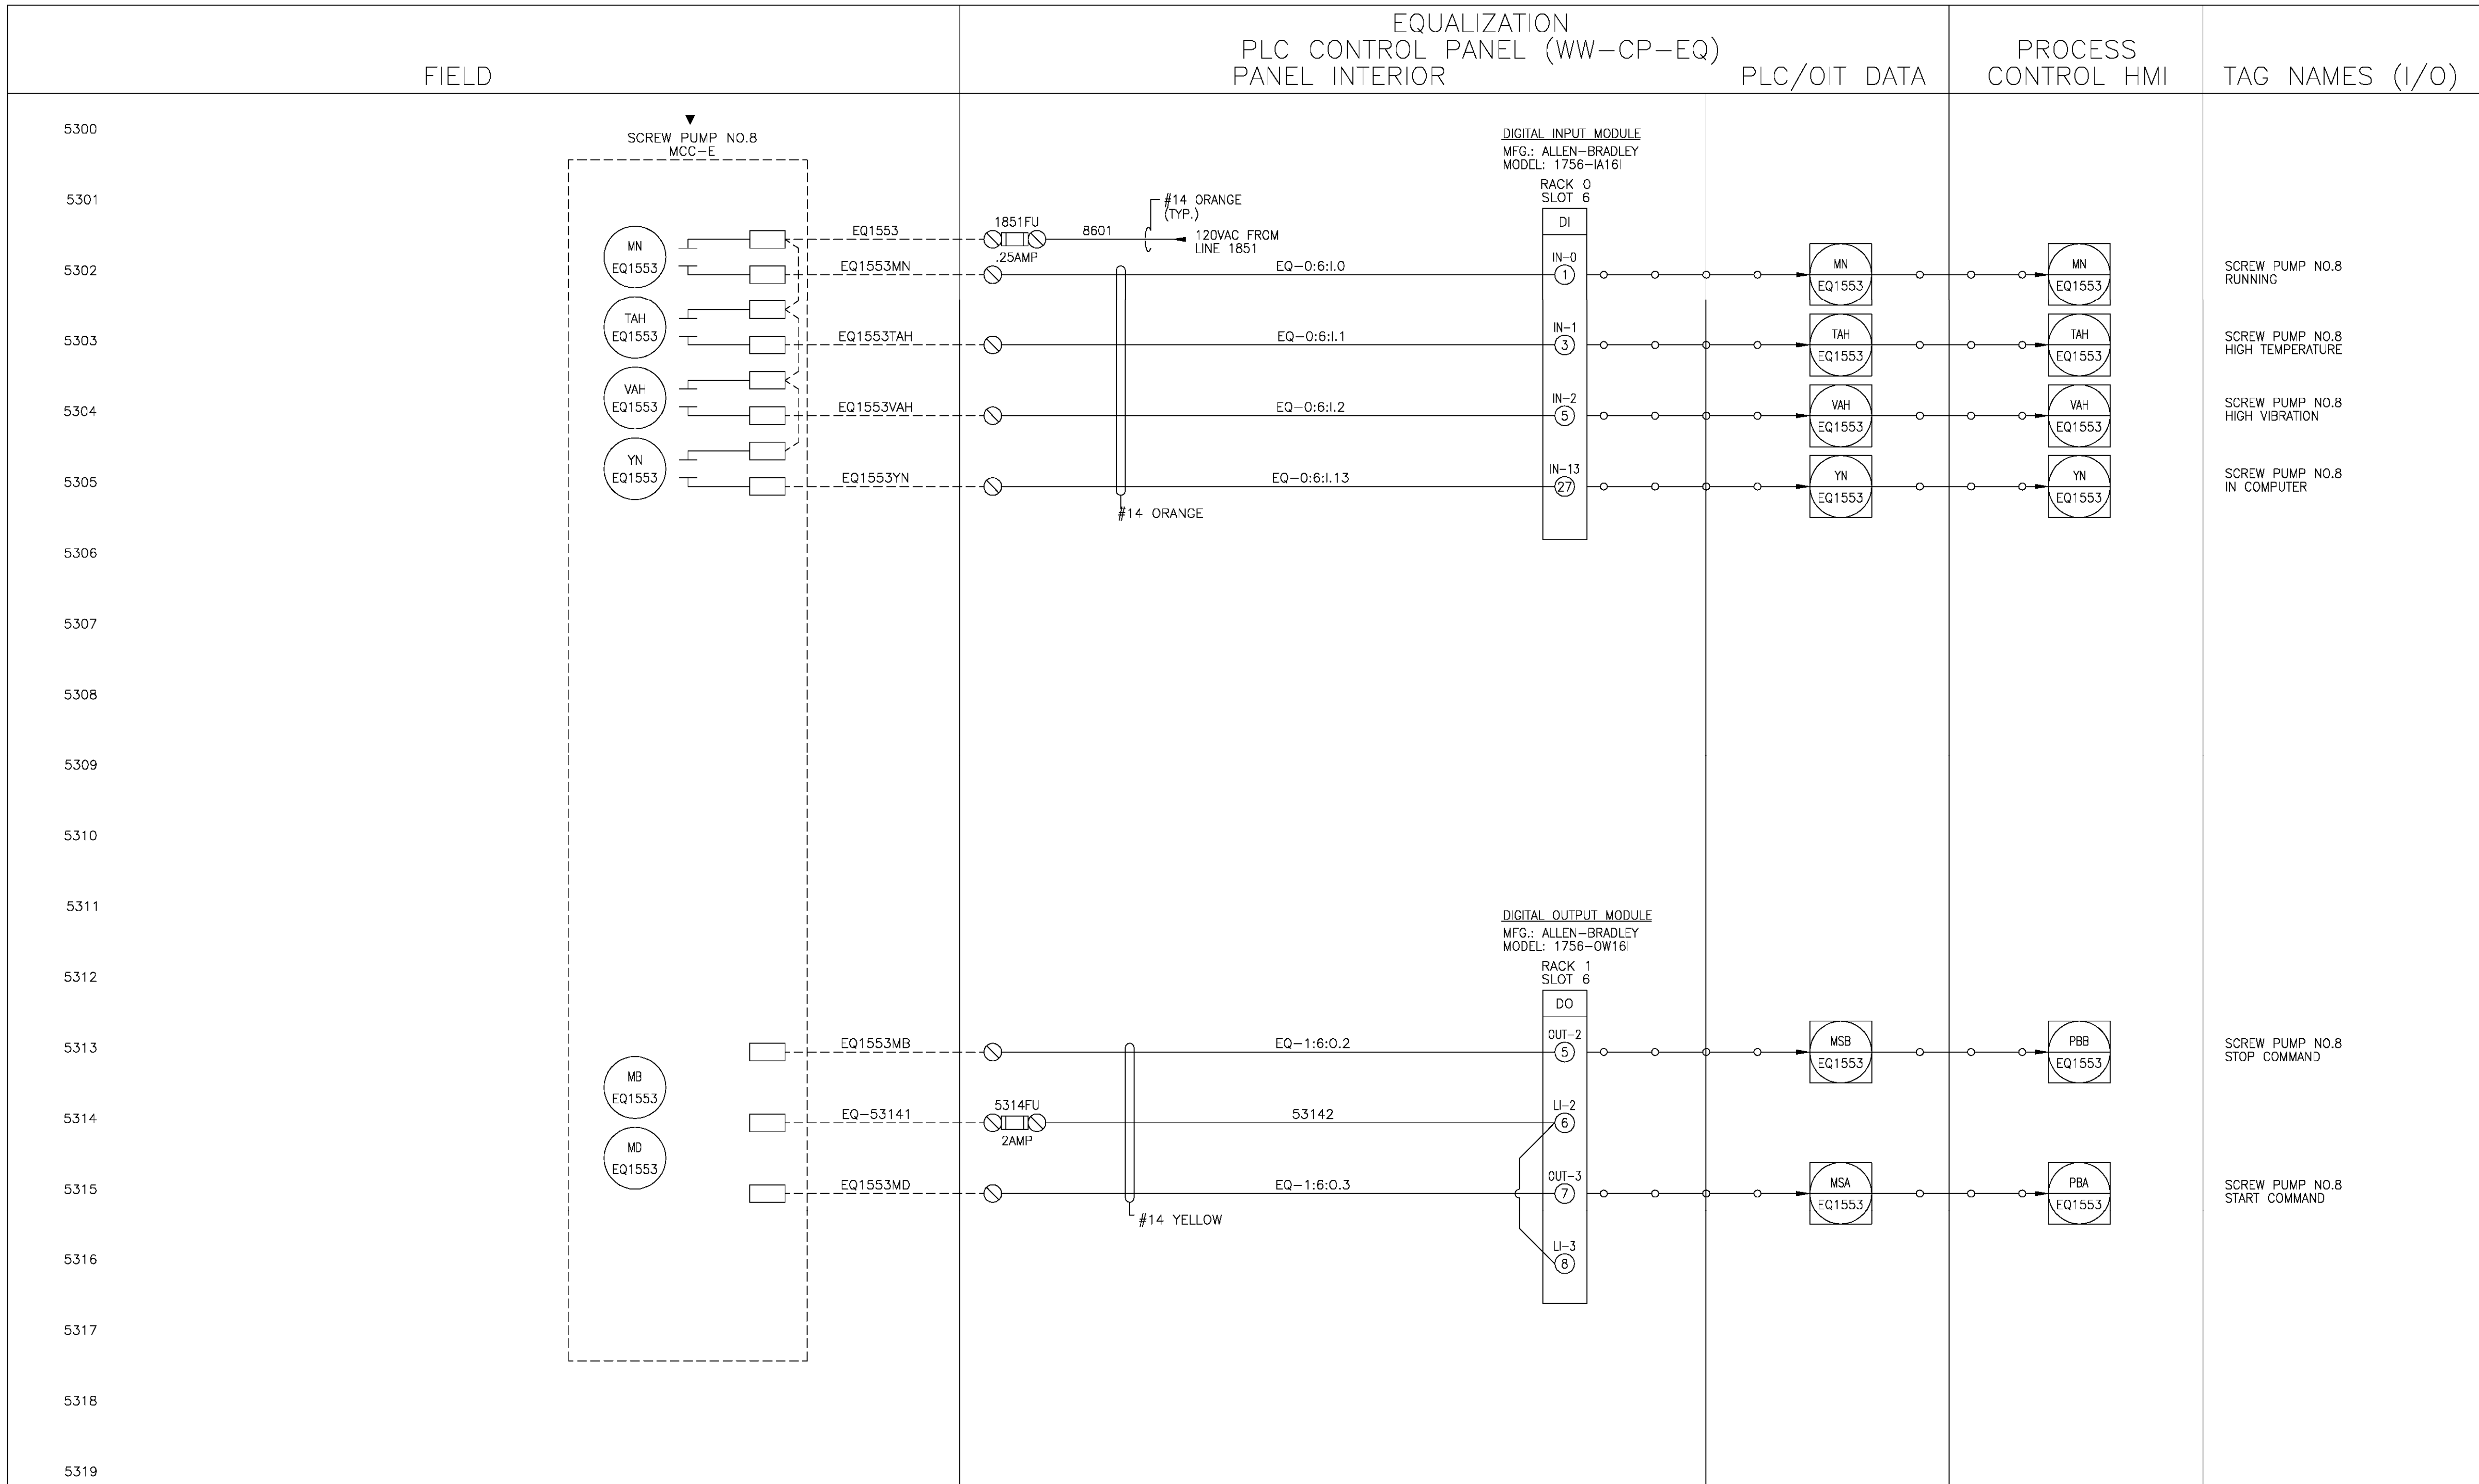 EQUALIZATION
PLC CONTROL PANEL (WW-CP-EQ)
FIELD
PANEL INTERIOR
PLC/OIT DATA
PROCESS
CONTROL HMI
TAG NAMES (I/O)
5300
SCREW PUMP NO.8
MCC-E
DIGITAL INPUT MODULE
MFG.: ALLEN-BRADLEY
MODEL: 1756-IA16I
RACK 0
SLOT 6
DI
5301
#14 ORANGE
(TYP.)
1851FU
.25AMP
EQ1553
8601
120VAC FROM
LINE 1851
5302
MN
EQ1553
EQ1553MN
EQ-0:6:I.0
IN-0
1
MN
EQ1553
MN
EQ1553
SCREW PUMP NO.8
RUNNING
5303
TAH
EQ1553
EQ1553TAH
EQ-0:6:I.1
IN-1
3
TAH
EQ1553
TAH
EQ1553
SCREW PUMP NO.8
HIGH TEMPERATURE
5304
VAH
EQ1553
EQ1553VAH
EQ-0:6:I.2
IN-2
5
VAH
EQ1553
VAH
EQ1553
SCREW PUMP NO.8
HIGH VIBRATION
5305
YN
EQ1553
EQ1553YN
EQ-0:6:I.13
IN-13
27
YN
EQ1553
YN
EQ1553
SCREW PUMP NO.8
IN COMPUTER
#14 ORANGE
5306
5307
5308
5309
5310
5311
DIGITAL OUTPUT MODULE
MFG.: ALLEN-BRADLEY
MODEL: 1756-OW16I
5312
RACK 1
SLOT 6
DO
5313
EQ1553MB
EQ-1:6:O.2
OUT-2
5
MSB
EQ1553
PBB
EQ1553
SCREW PUMP NO.8
STOP COMMAND
MB
EQ1553
5314
EQ-53141
5314FU
2AMP
53142
LI-2
6
MD
EQ1553
5315
EQ1553MD
EQ-1:6:O.3
OUT-3
7
MSA
EQ1553
PBA
EQ1553
SCREW PUMP NO.8
START COMMAND
#14 YELLOW
5316
LI-3
8
5317
5318
5319